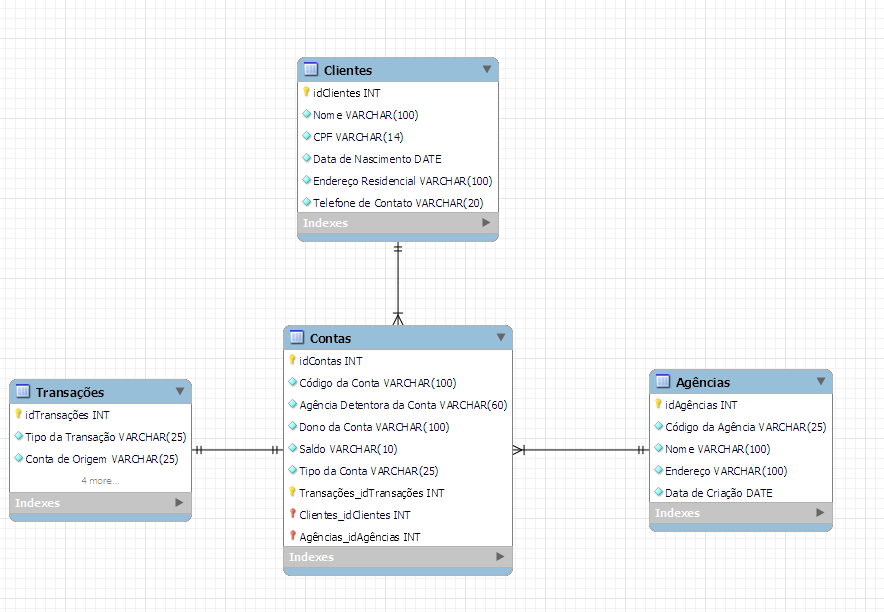 Clientes
idClientes INT
Nome VARCHAR(100)
CPF VARCHAR(14)
Data de Nascimento DATE
Endereço Residencial VARCHAR(100)
Telefone de Contato VARCHAR(20)
Indexes
Transações
idTransações INT
Tipo da Transação VARCHAR(25)
Conta de Origem VARCHAR(25)
4 more...
Indexes
Contas
idContas INT
Código da Conta VARCHAR(100)
Agência Detentora da Conta VARCHAR(60)
Dono da Conta VARCHAR(100)
Saldo VARCHAR(10)
Tipo da Conta VARCHAR(25)
Transações_idTransações INT
Clientes_idClientes INT
Agências_idAgências INT
Indexes
Agências
idAgências INT
Código da Agência VARCHAR(25)
Nome VARCHAR(100)
Endereço VARCHAR(100)
Data de Criação DATE
Indexes